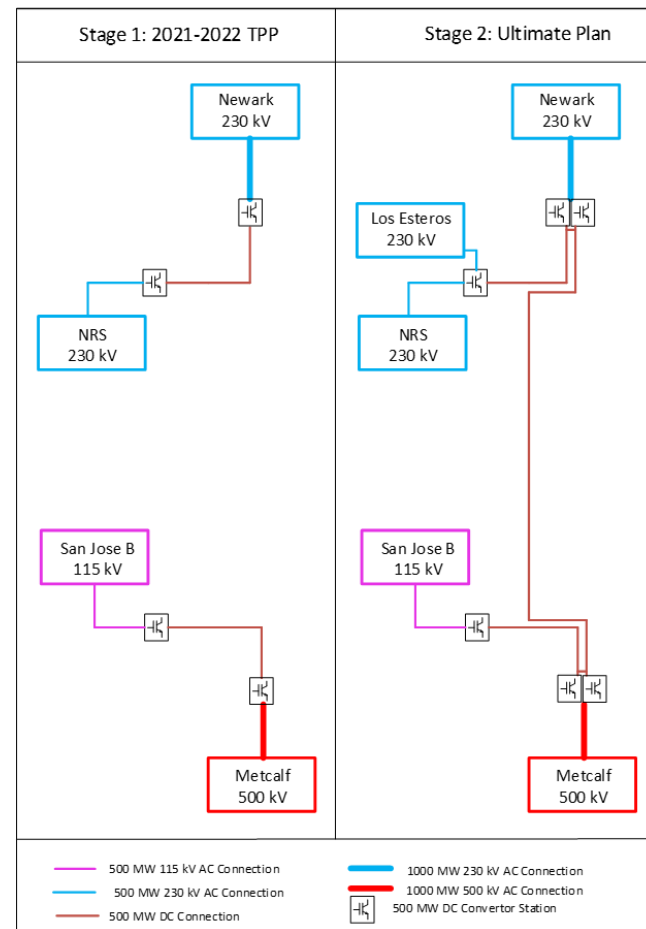 Stage 1: 2021-2022 TPP
Stage 2: Ultimate Plan
Newark
230 kV
NRS
230 kV
San Jose B
115 kV
Metcalf
500 kV
Newark
230 kV
Los Esteros
230 kV
NRS
230 kV
San Jose B
115 kV
Metcalf
500 kV
500 MW 115 kV AC Connection
500 MW 230 kV AC Connection
500 MW DC Connection
1000 MW 230 kV AC Connection
1000 MW 500 kV AC Connection
500 MW DC Convertor Station